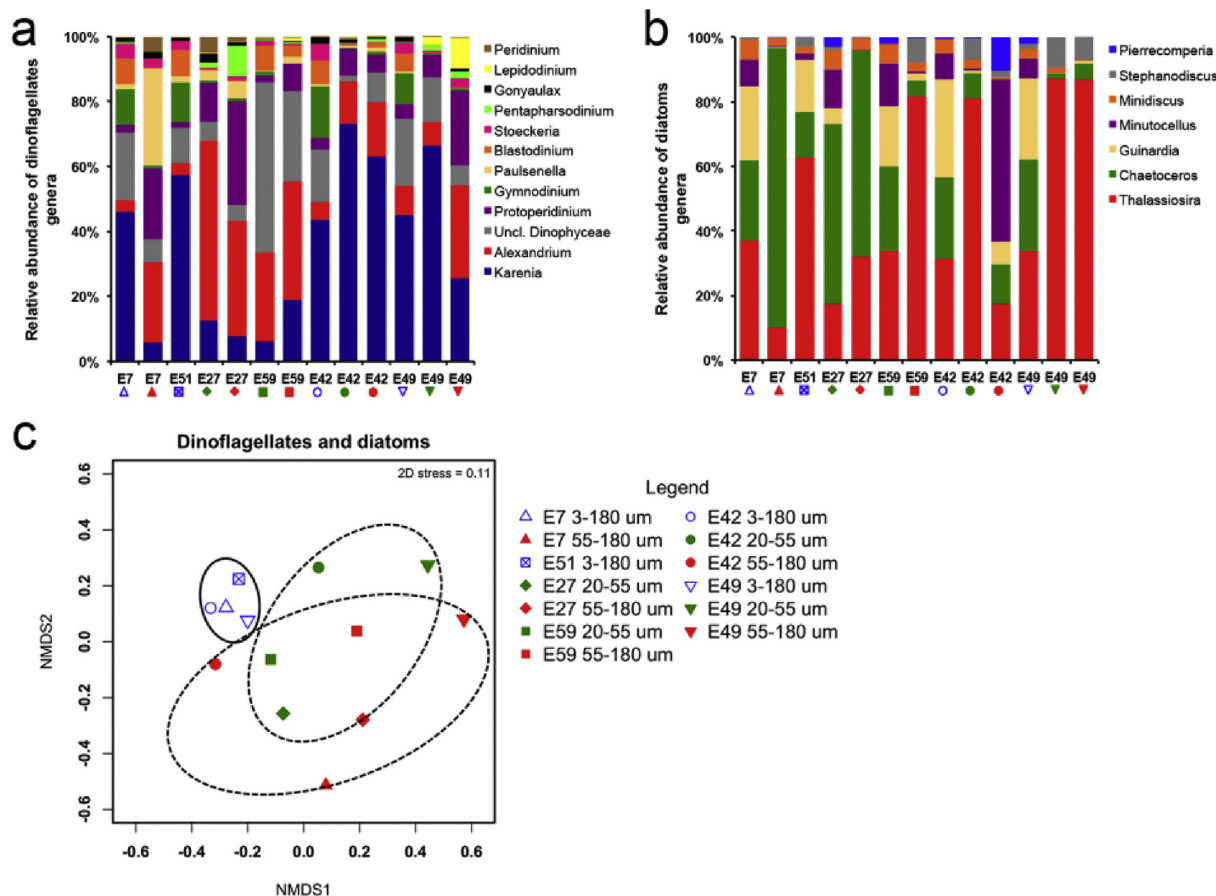 a
Relative abundance of dinoflagellates
genera
100%
80%
60%
40%
20%
0%
E7 E7 E51 E27 E27 E59 E59 E42 E42 E42 E49 E49 E49
Peridinium
Lepidodinium
Gonyaulax
Pentapharsodinium
Stoeckeria
Blastodinium
Paulsenella
Gymnodinium
Protoperidinium
Uncl. Dinophyceae
Alexandrium
Karenia
b
Relative abundance of diatoms
genera
100%
80%
60%
40%
20%
0%
E7 E7 E51 E27 E27 E59 E59 E42 E42 E42 E49 E49 E49
Pierrecomperia
Stephanodiscus
Minidiscus
Minutocellus
Guinardia
Chaetoceros
Thalassiosira
c
Dinoflagellates and diatoms
2D stress = 0.11
NMDS2
0.6
0.4
0.2
0.0
-0.2
-0.4
-0.6
-0.6 -0.4 -0.2 0.0 0.2 0.4 0.6
NMDS1
Legend
E7 3-180 um
E7 55-180 um
E51 3-180 um
E27 20-55 um
E27 55-180 um
E59 20-55 um
E59 55-180 um
E42 3-180 um
E42 20-55 um
E42 55-180 um
E49 3-180 um
E49 20-55 um
E49 55-180 um